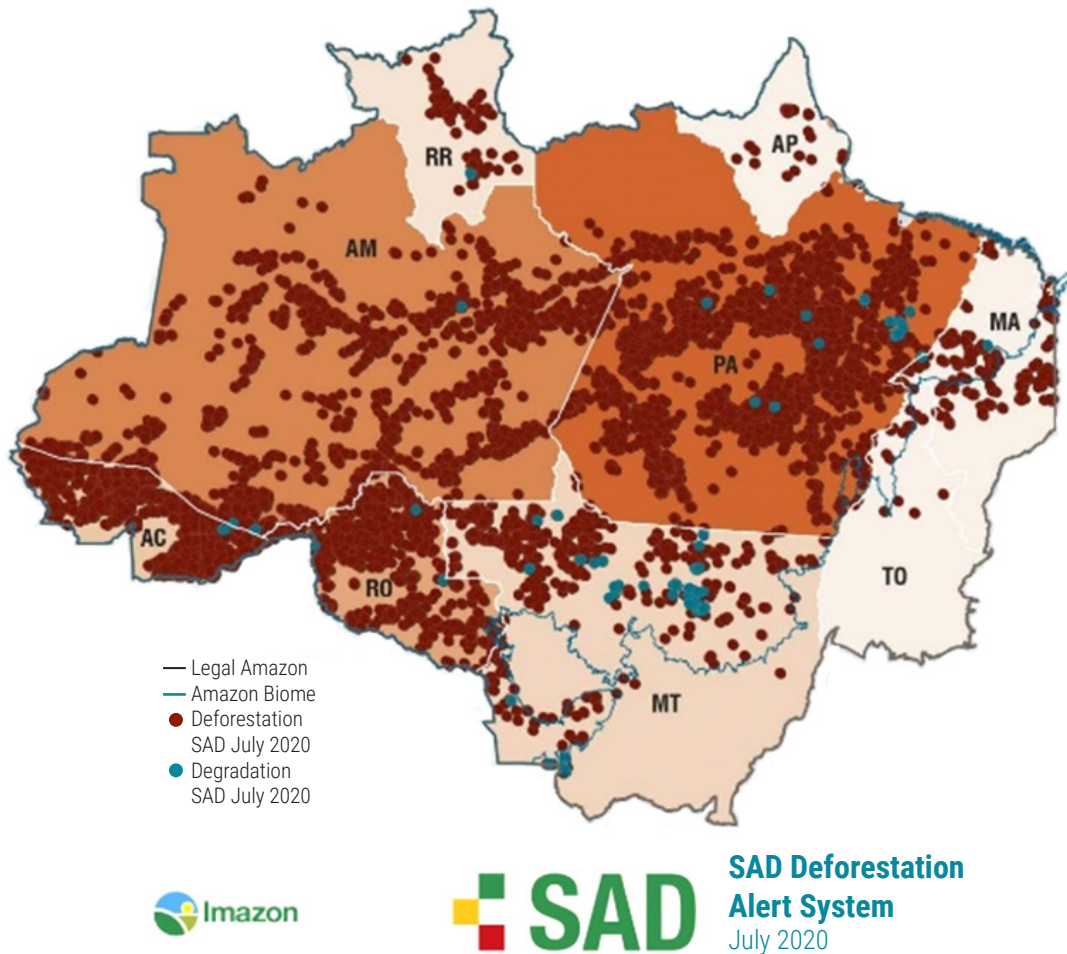 RR
AP
AM
MA
PA
AC
RO
TO
MT
Legal Amazon
Amazon Biome
Deforestation
SAD July 2020
Degradation
SAD July 2020
Imazon
SAD
SAD Deforestation
Alert System
July 2020